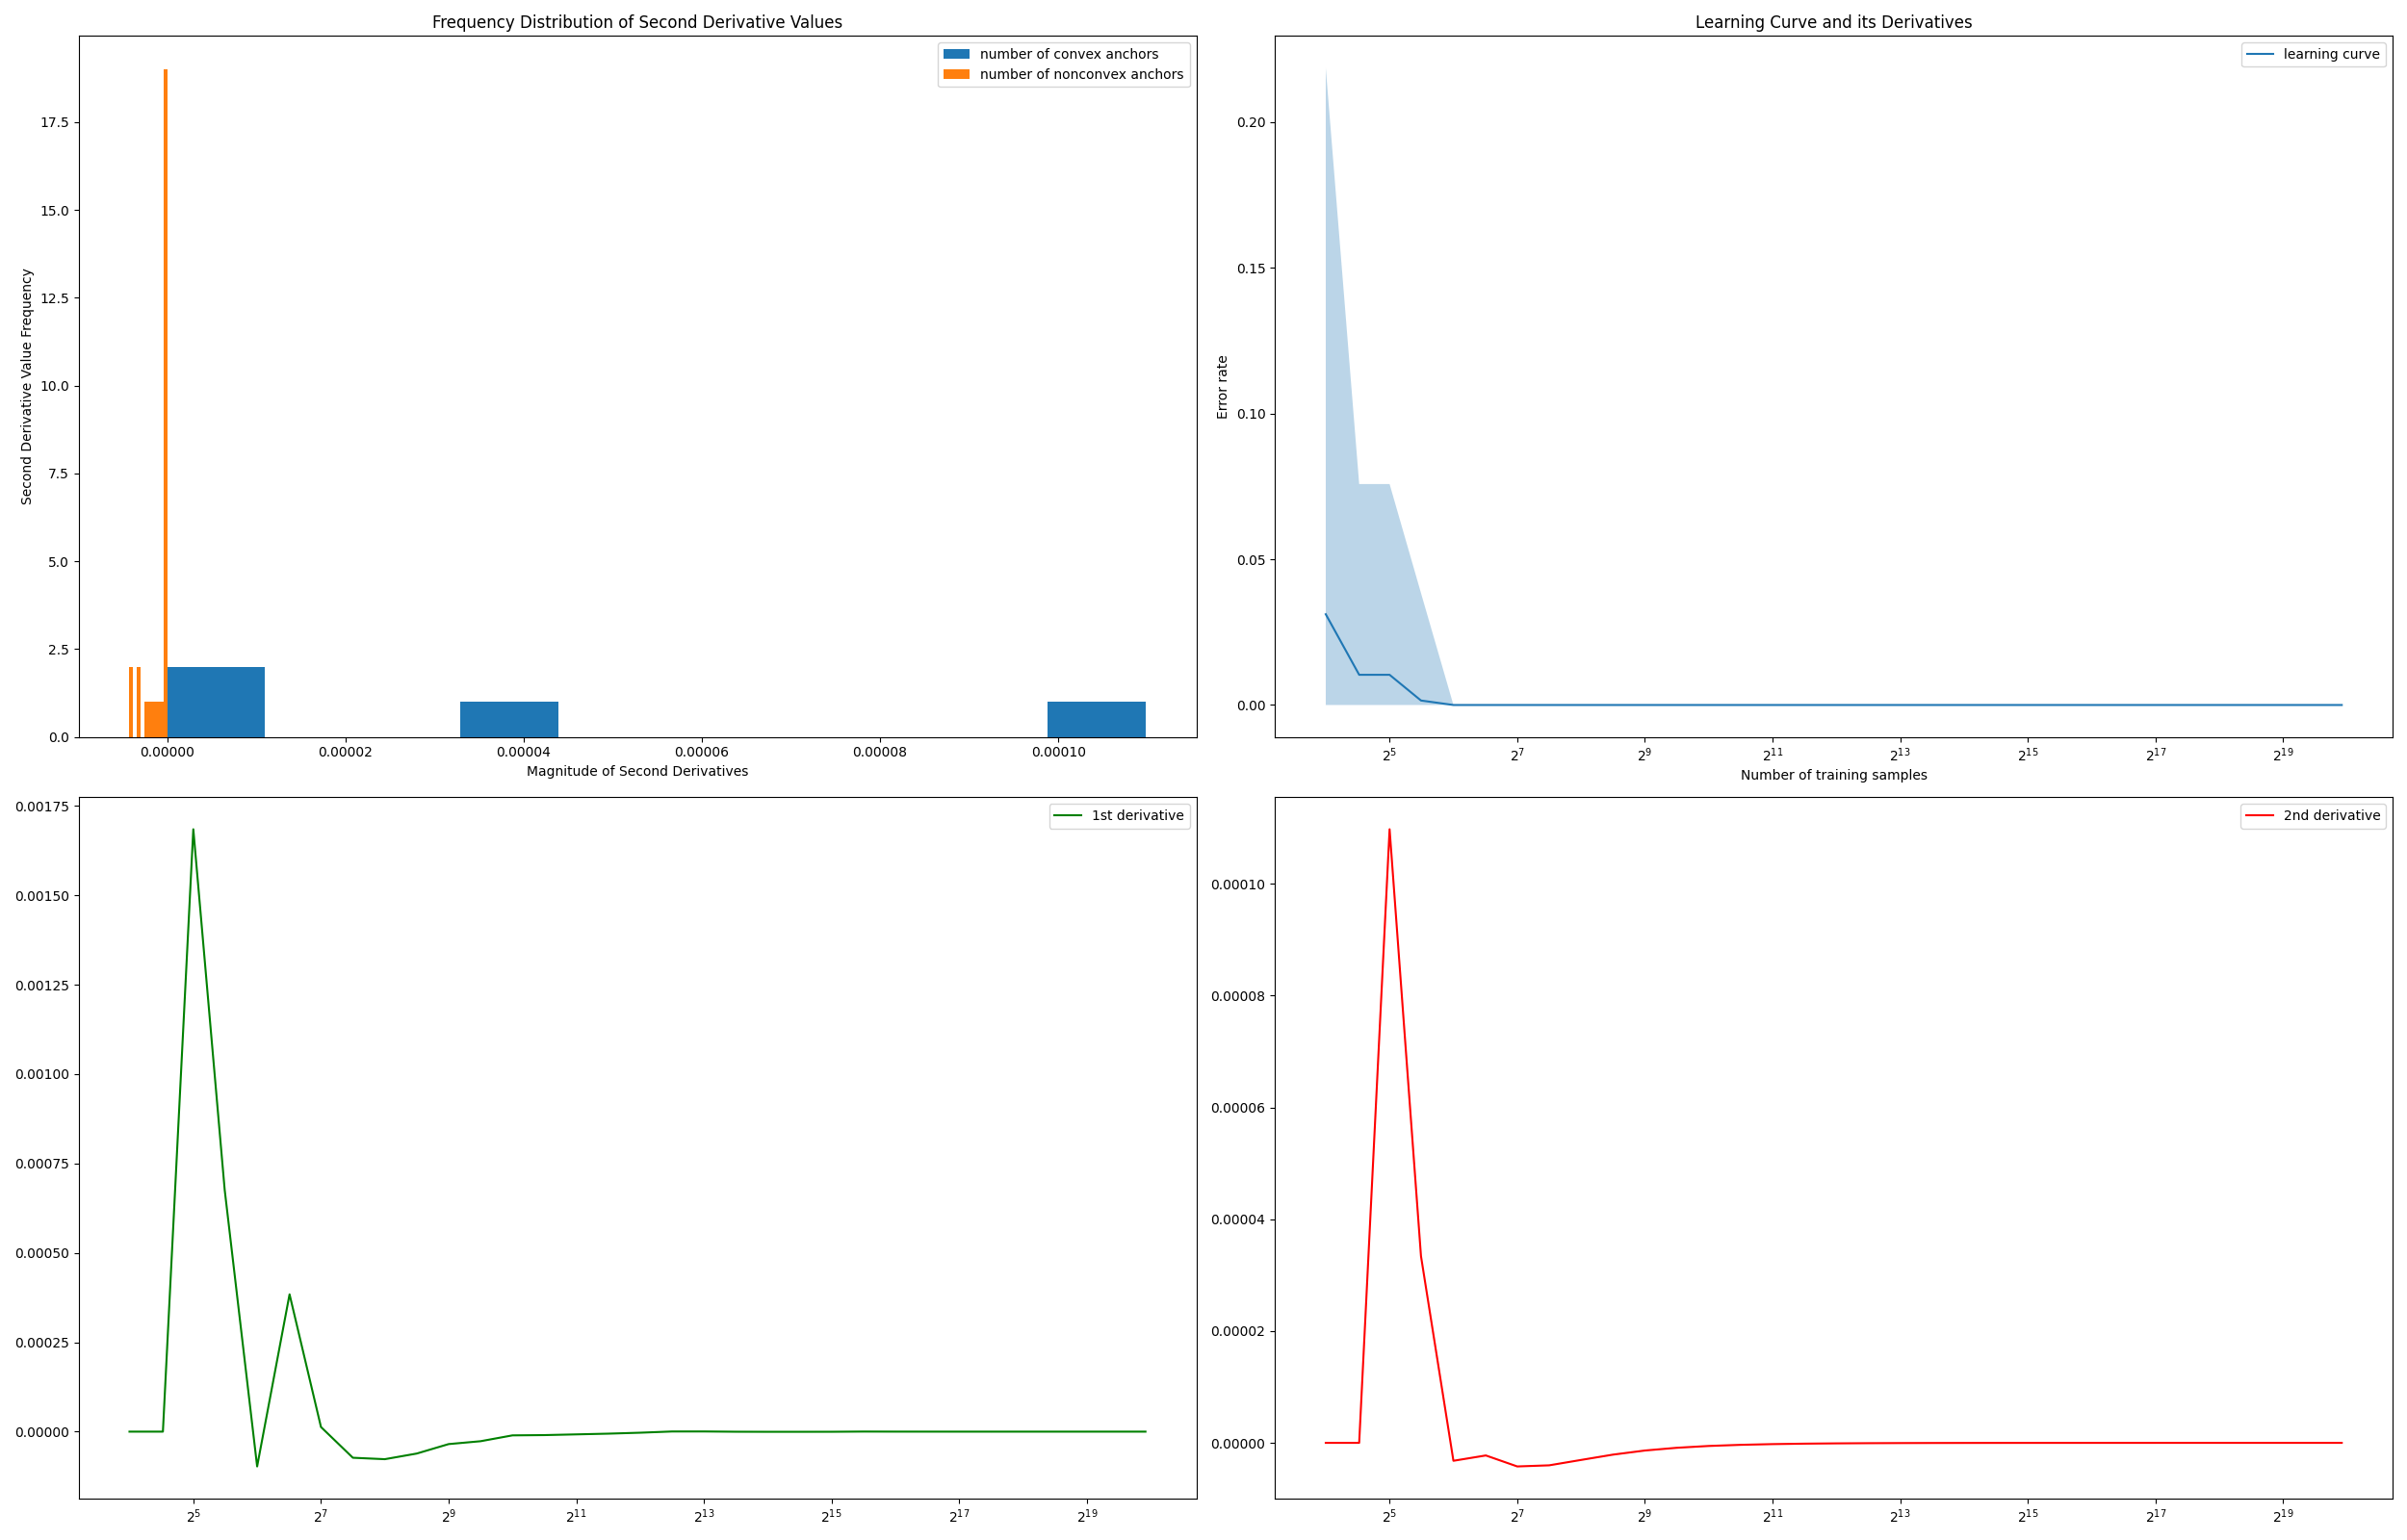 Frequency Distribution of Second Derivative Values
number of convex anchors
number of nonconvex anchors
Second Derivative Value Frequency
17.5
15.0
12.5
10.0
7.5
5.0
2.5
0.0
0.00000 0.00002 0.00004 0.00006 0.00008 0.00010
Magnitude of Second Derivatives
Learning Curve and its Derivatives
learning curve
Error rate
0.20
0.15
0.10
0.05
0.00
2^5 2^7 2^9 2^11 2^13 2^15 2^17 2^19
Number of training samples
1st derivative
0.00175
0.00150
0.00125
0.00100
0.00075
0.00050
0.00025
0.00000
2^5 2^7 2^9 2^11 2^13 2^15 2^17 2^19
2nd derivative
0.00010
0.00008
0.00006
0.00004
0.00002
0.00000
2^5 2^7 2^9 2^11 2^13 2^15 2^17 2^19